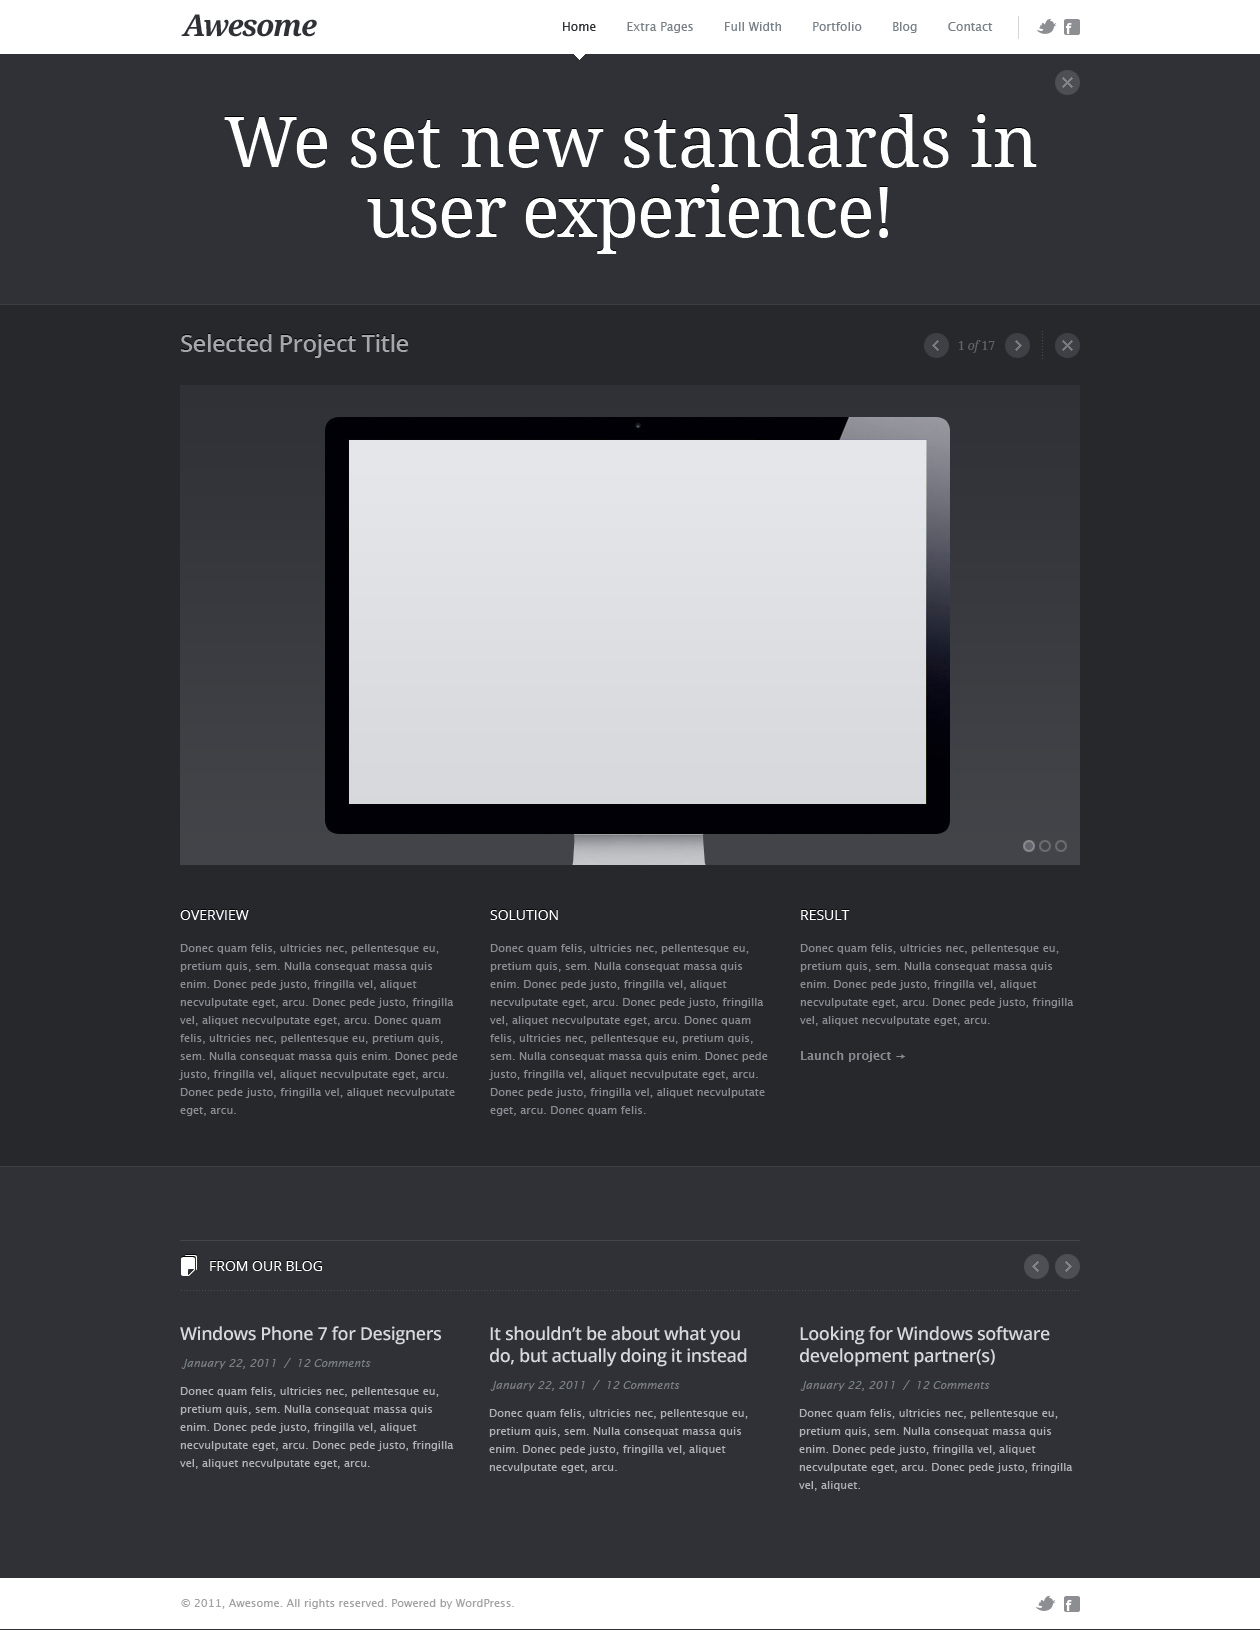 Awesome
Home Extra Pages Full Width Portfolio Blog Contact
We set new standards in
user experience!
Selected Project Title
1 of 17
OVERVIEW
Donec quam felis, ultricies nec, pellentesque eu,
pretium quis, sem. Nulla consequat massa quis
enim. Donec pede justo, fringilla vel, aliquet
necvulputate eget, arcu. Donec pede justo, fringilla
vel, aliquet necvulputate eget, arcu. Donec quam
felis, ultricies nec, pellentesque eu, pretium quis,
sem. Nulla consequat massa quis enim. Donec pede
justo, fringilla vel, aliquet necvulputate eget, arcu.
Donec pede justo, fringilla vel, aliquet necvulputate
eget, arcu.
SOLUTION
Donec quam felis, ultricies nec, pellentesque eu,
pretium quis, sem. Nulla consequat massa quis
enim. Donec pede justo, fringilla vel, aliquet
necvulputate eget, arcu. Donec pede justo, fringilla
vel, aliquet necvulputate eget, arcu. Donec quam
felis, ultricies nec, pellentesque eu, pretium quis,
sem. Nulla consequat massa quis enim. Donec pede
justo, fringilla vel, aliquet necvulputate eget, arcu.
Donec pede justo, fringilla vel, aliquet necvulputate
eget, arcu. Donec quam felis.
RESULT
Donec quam felis, ultricies nec, pellentesque eu,
pretium quis, sem. Nulla consequat massa quis
enim. Donec pede justo, fringilla vel, aliquet
necvulputate eget, arcu. Donec pede justo, fringilla
vel, aliquet necvulputate eget, arcu.
Launch project →
FROM OUR BLOG
Windows Phone 7 for Designers
January 22, 2011 / 12 Comments
Donec quam felis, ultricies nec, pellentesque eu,
pretium quis, sem. Nulla consequat massa quis
enim. Donec pede justo, fringilla vel, aliquet
necvulputate eget, arcu. Donec pede justo, fringilla
vel, aliquet necvulputate eget, arcu.
It shouldn't be about what you
do, but actually doing it instead
January 22, 2011 / 12 Comments
Donec quam felis, ultricies nec, pellentesque eu,
pretium quis, sem. Nulla consequat massa quis
enim. Donec pede justo, fringilla vel, aliquet
necvulputate eget, arcu.
Looking for Windows software
development partner(s)
January 22, 2011 / 12 Comments
Donec quam felis, ultricies nec, pellentesque eu,
pretium quis, sem. Nulla consequat massa quis
enim. Donec pede justo, fringilla vel, aliquet
necvulputate eget, arcu. Donec pede justo, fringilla
vel, aliquet.
© 2011, Awesome. All rights reserved. Powered by WordPress.